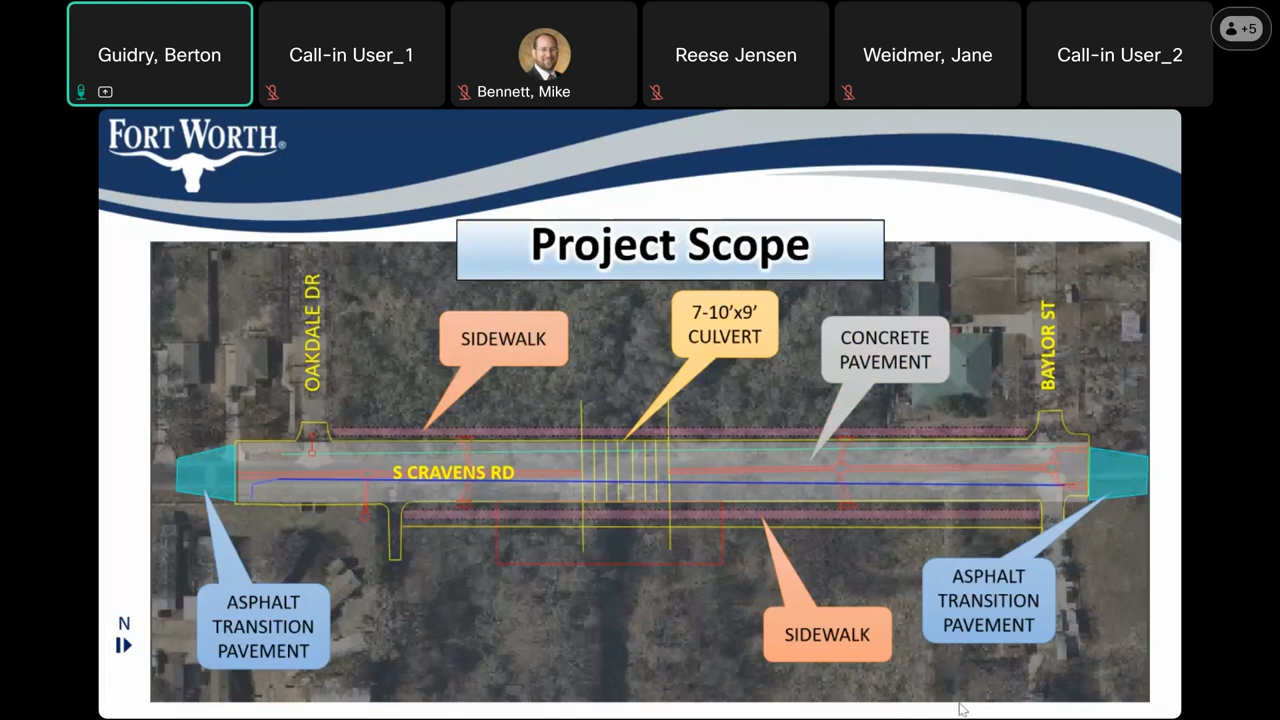 Guidry, Berton
Call-in User_1
Bennett, Mike
Reese Jensen
Weidmer, Jane
Call-in User_2
+5
FORT WORTH®
Project Scope
OAKDALE DR
SIDEWALK
7-10'x9'
CULVERT
CONCRETE
PAVEMENT
BAYLOR ST
S CRAVENS RD
ASPHALT
TRANSITION
PAVEMENT
SIDEWALK
ASPHALT
TRANSITION
PAVEMENT
N